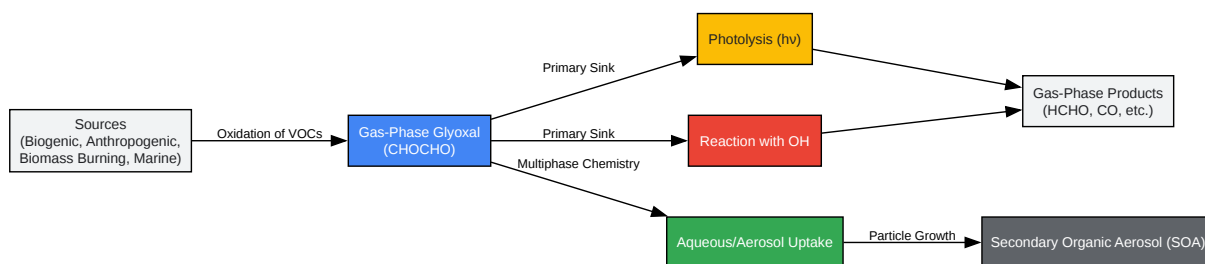 Sources
(Biogenic, Anthropogenic,
Biomass Burning, Marine)
Oxidation of VOCs
Gas-Phase Glyoxal
(CHOCHO)
Primary Sink
Photolysis (hν)
Primary Sink
Reaction with OH
Multiphase Chemistry
Aqueous/Aerosol Uptake
Gas-Phase Products
(HCHO, CO, etc.)
Particle Growth
Secondary Organic Aerosol (SOA)